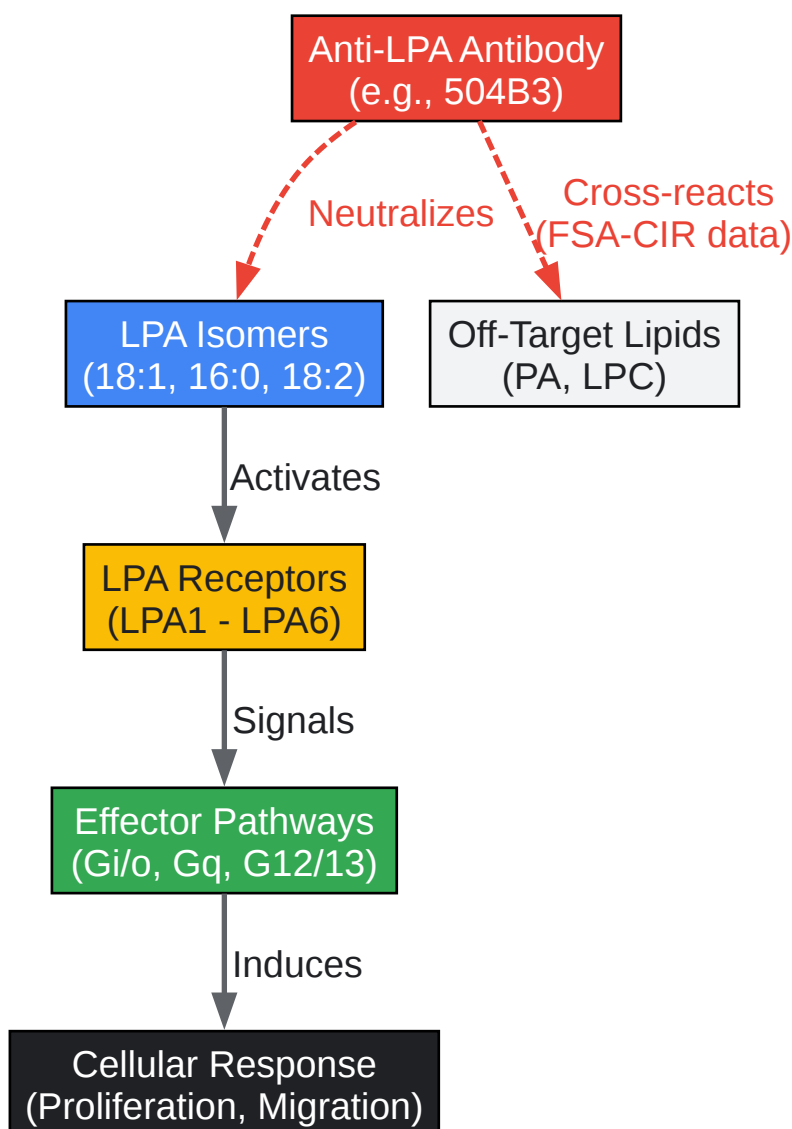 Anti-LPA Antibody
(e.g., 504B3)
Neutralizes
Cross-reacts
(FSA-CIR data)
LPA Isomers
(18:1, 16:0, 18:2)
Off-Target Lipids
(PA, LPC)
Activates
LPA Receptors
(LPA1 - LPA6)
Signals
Effector Pathways
(Gi/o, Gq, G12/13)
Induces
Cellular Response
(Proliferation, Migration)